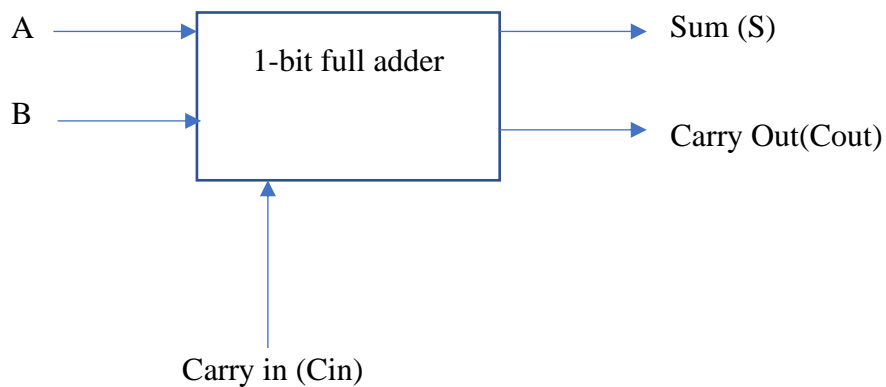 A
Sum (S)
1-bit full adder
B
Carry Out(Cout)
Carry in (Cin)